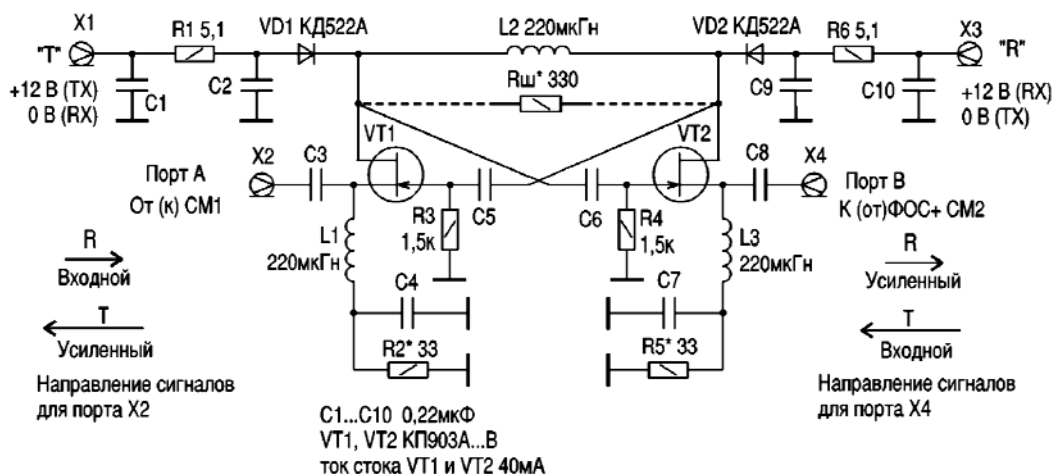 X1
R1 5,1
VD1 КД522А
L2 220мкГн
VD2 КД522А
R6 5,1
X3
"T"
"R"
+12 В (TX)
0 В (RX)
C1
C2
Rш* 330
C9
C10
+12 В (RX)
0 В (TX)
VT1
VT2
X2
C3
C8
X4
Порт А
От (к) СМ1
C5
C6
Порт В
К (от)ФОС+ СМ2
R3
1,5к
R4
1,5к
L1
220мкГн
L3
220мкГн
R
Входной
R
Усиленный
C4
C7
T
Усиленный
T
Входной
R2* 33
R5* 33
Направление сигналов
для порта X2
Направление сигналов
для порта X4
C1...C10 0,22мкФ
VT1, VT2 КП903А...В
ток стока VT1 и VT2 40мА